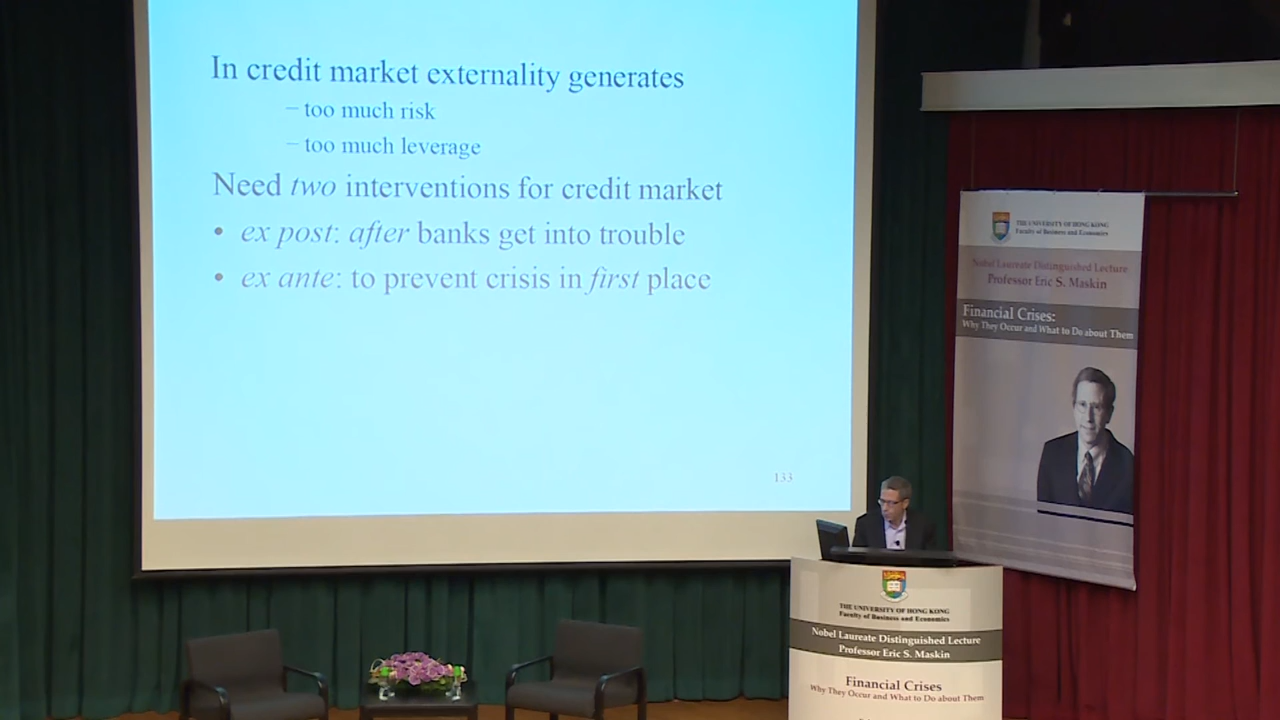 In credit market externality generates
– too much risk
– too much leverage
Need two interventions for credit market
• ex post: after banks get into trouble
• ex ante: to prevent crisis in first place
133
THE UNIVERSITY OF HONG KONG
Faculty of Business and Economics
Nobel Laureate Distinguished Lecture
Professor Eric S. Maskin
Financial Crises:
Why They Occur and What to Do about Them
THE UNIVERSITY OF HONG KONG
Faculty of Business and Economics
Nobel Laureate Distinguished Lecture
Professor Eric S. Maskin
Financial Crises
Why They Occur and What to Do about Them